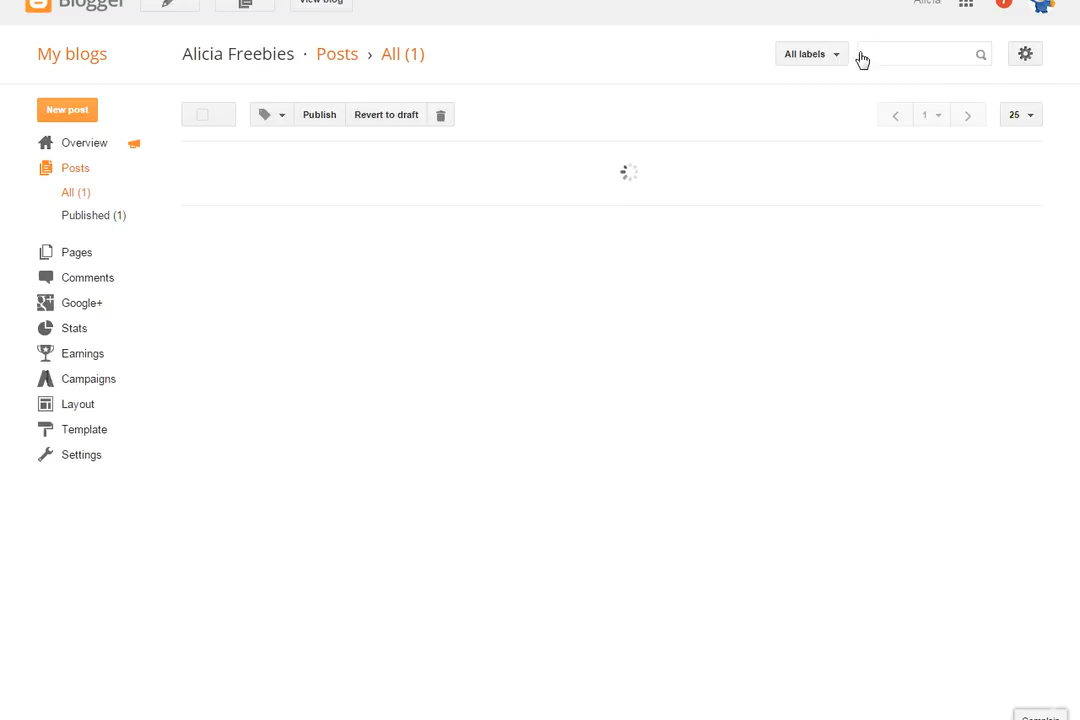 Blogger View blog Alicia
My blogs Alicia Freebies · Posts › All (1) All labels
New post Publish Revert to draft 1 25
Overview
Posts
All (1)
Published (1)
Pages
Comments
Google+
Stats
Earnings
Campaigns
Layout
Template
Settings